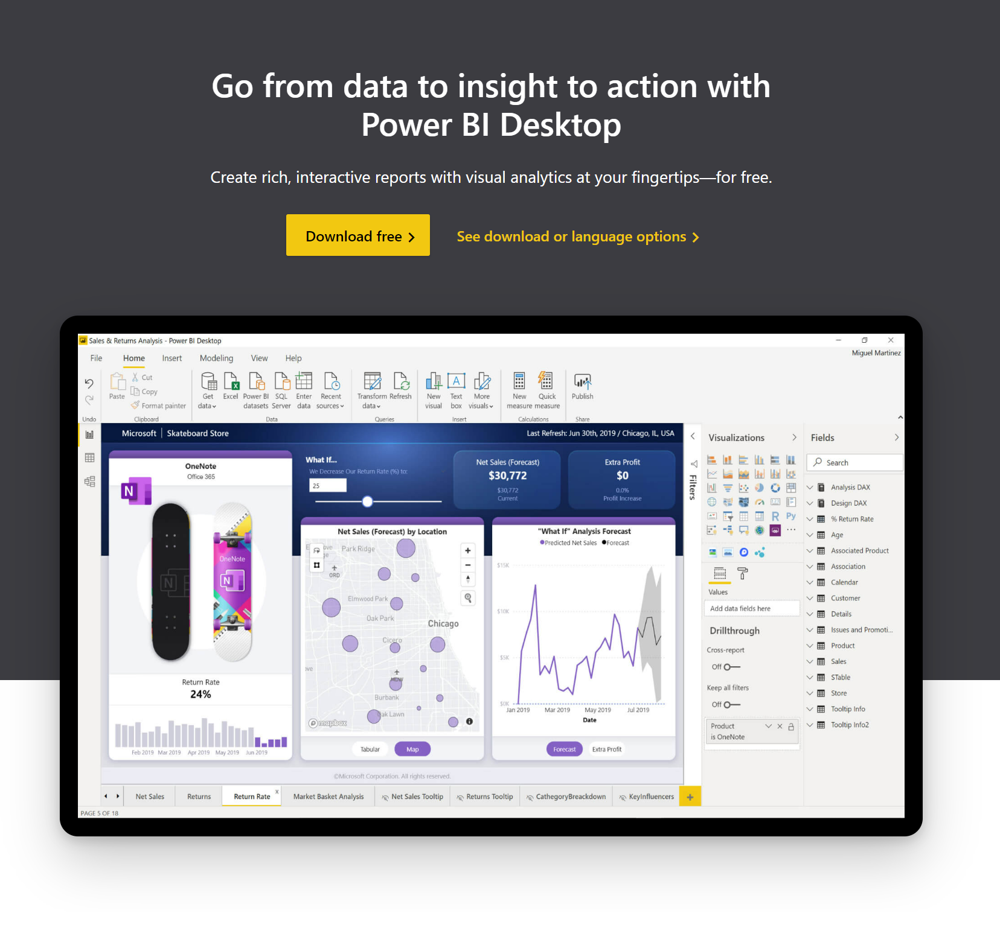 Go from data to insight to action with
Power BI Desktop
Create rich, interactive reports with visual analytics at your fingertips—for free.
Download free
See download or language options
Sales & Returns Analysis - Power BI Desktop
Miguel Martinez
File Home Insert Modeling View Help
Cut
Copy
Format painter
Paste
Get data
Excel
Power BI datasets
SQL Server
Enter data
Recent sources
Transform data
Refresh
New visual
Text box
More visuals
New measure
Quick measure
Publish
Undo Clipboard Data Queries Insert Calculations Share
Microsoft | Skateboard Store
Last Refresh: Jun 30th, 2019 / Chicago, IL, USA
OneNote
Office 365
N
OneNote
N
N
Return Rate
24%
Feb 2019 Mar 2019 Apr 2019 May 2019 Jun 2019
What If...
We Decrease Our Return Rate (%) to:
25
Net Sales (Forecast)
$30,772
$30,772
Current
Extra Profit
$0
0.0%
Profit Increase
Net Sales (Forecast) by Location
Park Ridge
ORD
Elmwood Park
Oak Park
Chicago
Cicero
MDW
Burbank
Oak Lawn
mapbox
Tabular Map
"What If" Analysis Forecast
Predicted Net Sales Forecast
$15K
$10K
$5K
$0K
Jan 2019 Mar 2019 May 2019 Jul 2019
Date
Forecast Extra Profit
©Microsoft Corporation. All rights reserved.
Filters
Visualizations
R Py
Values
Add data fields here
Drillthrough
Cross-report
Off
Keep all filters
Off
Product
is OneNote
Fields
Search
Analysis DAX
Design DAX
% Return Rate
Age
Associated Product
Association
Calendar
Customer
Details
Issues and Promoti...
Product
Sales
STable
Store
Tooltip Info
Tooltip Info2
Net Sales Returns Return Rate x Market Basket Analysis Net Sales Tooltip Returns Tooltip CathegoryBreackdown KeyInfluencers +
PAGE 5 OF 18